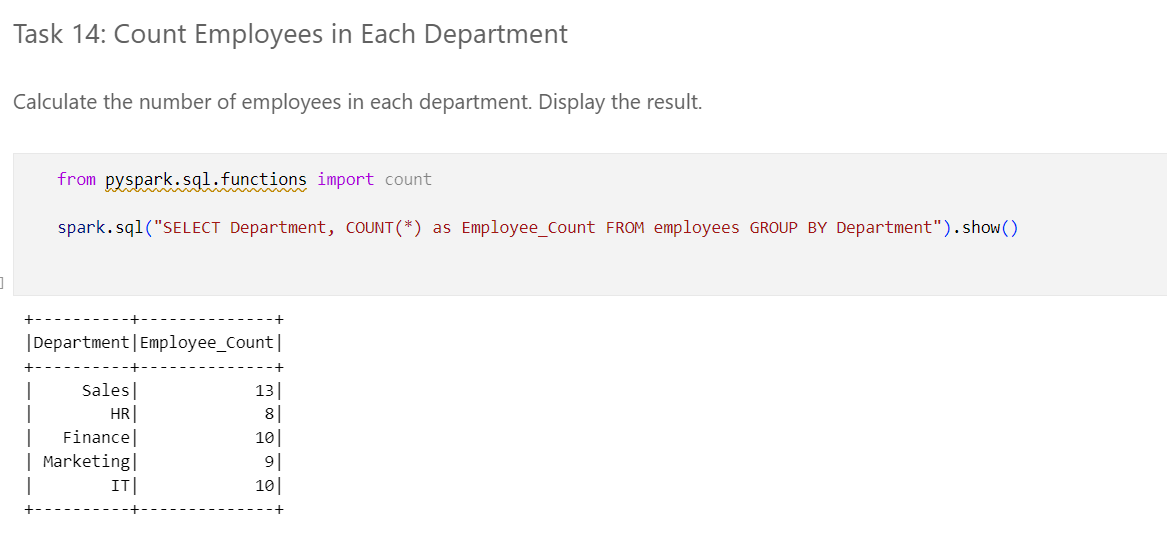 Task 14: Count Employees in Each Department
Calculate the number of employees in each department. Display the result.
from pyspark.sql.functions import count
spark.sql("SELECT Department, COUNT(*) as Employee_Count FROM employees GROUP BY Department").show()
+----------+--------------+
|Department|Employee_Count|
+----------+--------------+
|     Sales|            13|
|        HR|             8|
|   Finance|            10|
| Marketing|             9|
|        IT|            10|
+----------+--------------+